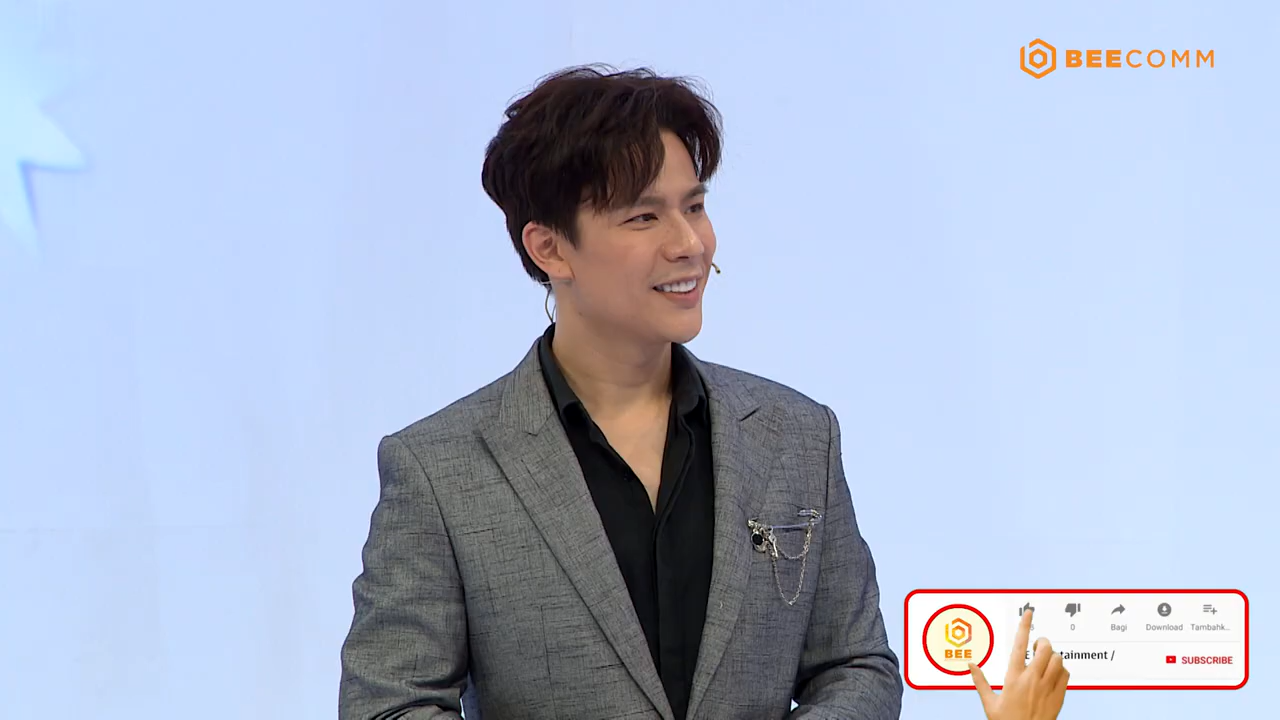 BEECOMM
0
Bagi
Download
Tambahk...
BEE
tainment /
SUBSCRIBE